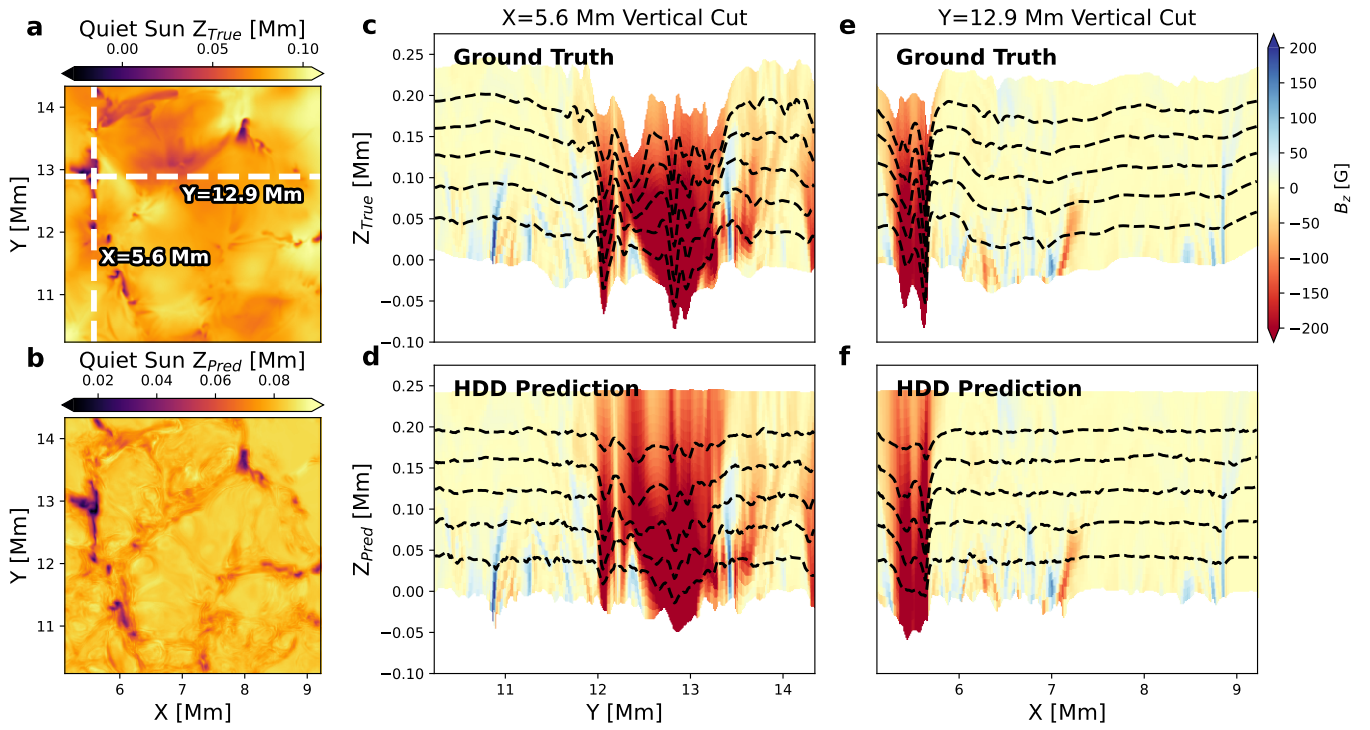 a
Quiet Sun Z_True [Mm]
0.00 0.05 0.10
14
13
12
11
Y [Mm]
Y=12.9 Mm
X=5.6 Mm
b
Quiet Sun Z_Pred [Mm]
0.02 0.04 0.06 0.08
14
13
12
11
Y [Mm]
6 7 8 9
X [Mm]
X=5.6 Mm Vertical Cut
c
Ground Truth
0.25
0.20
0.15
0.10
0.05
0.00
−0.05
−0.10
Z_True [Mm]
d
HDD Prediction
0.25
0.20
0.15
0.10
0.05
0.00
−0.05
−0.10
Z_Pred [Mm]
11 12 13 14
Y [Mm]
Y=12.9 Mm Vertical Cut
e
Ground Truth
f
HDD Prediction
6 7 8 9
X [Mm]
200
150
100
50
0
−50
−100
−150
−200
B_z [G]